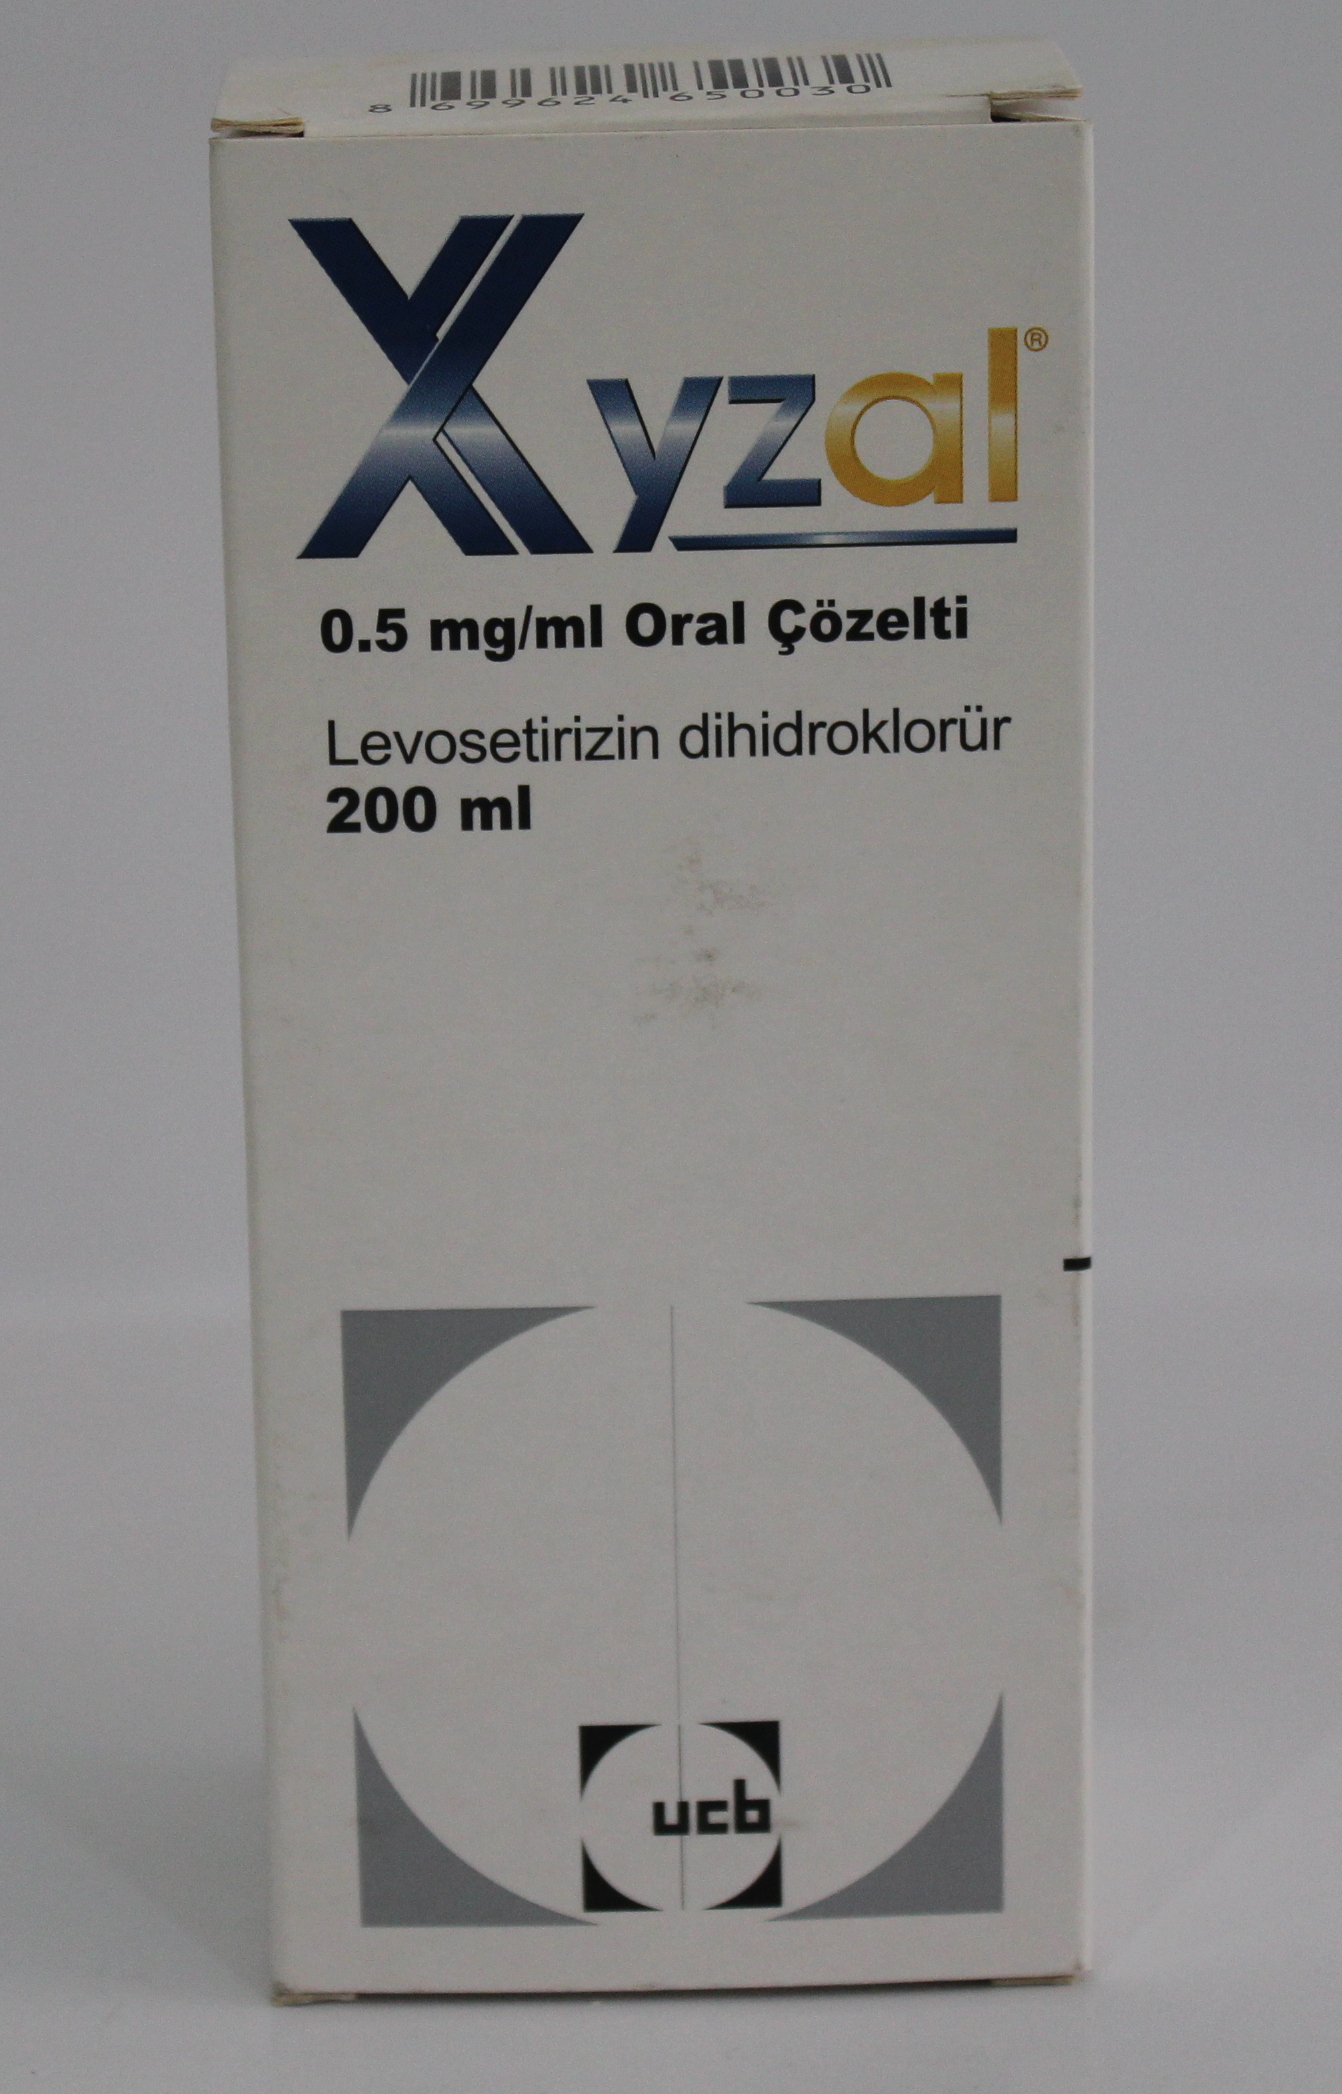 8 699624 650030
Xyzal®
0.5 mg/ml Oral Çözelti
Levosetirizin dihidroklorür
200 ml
ucb